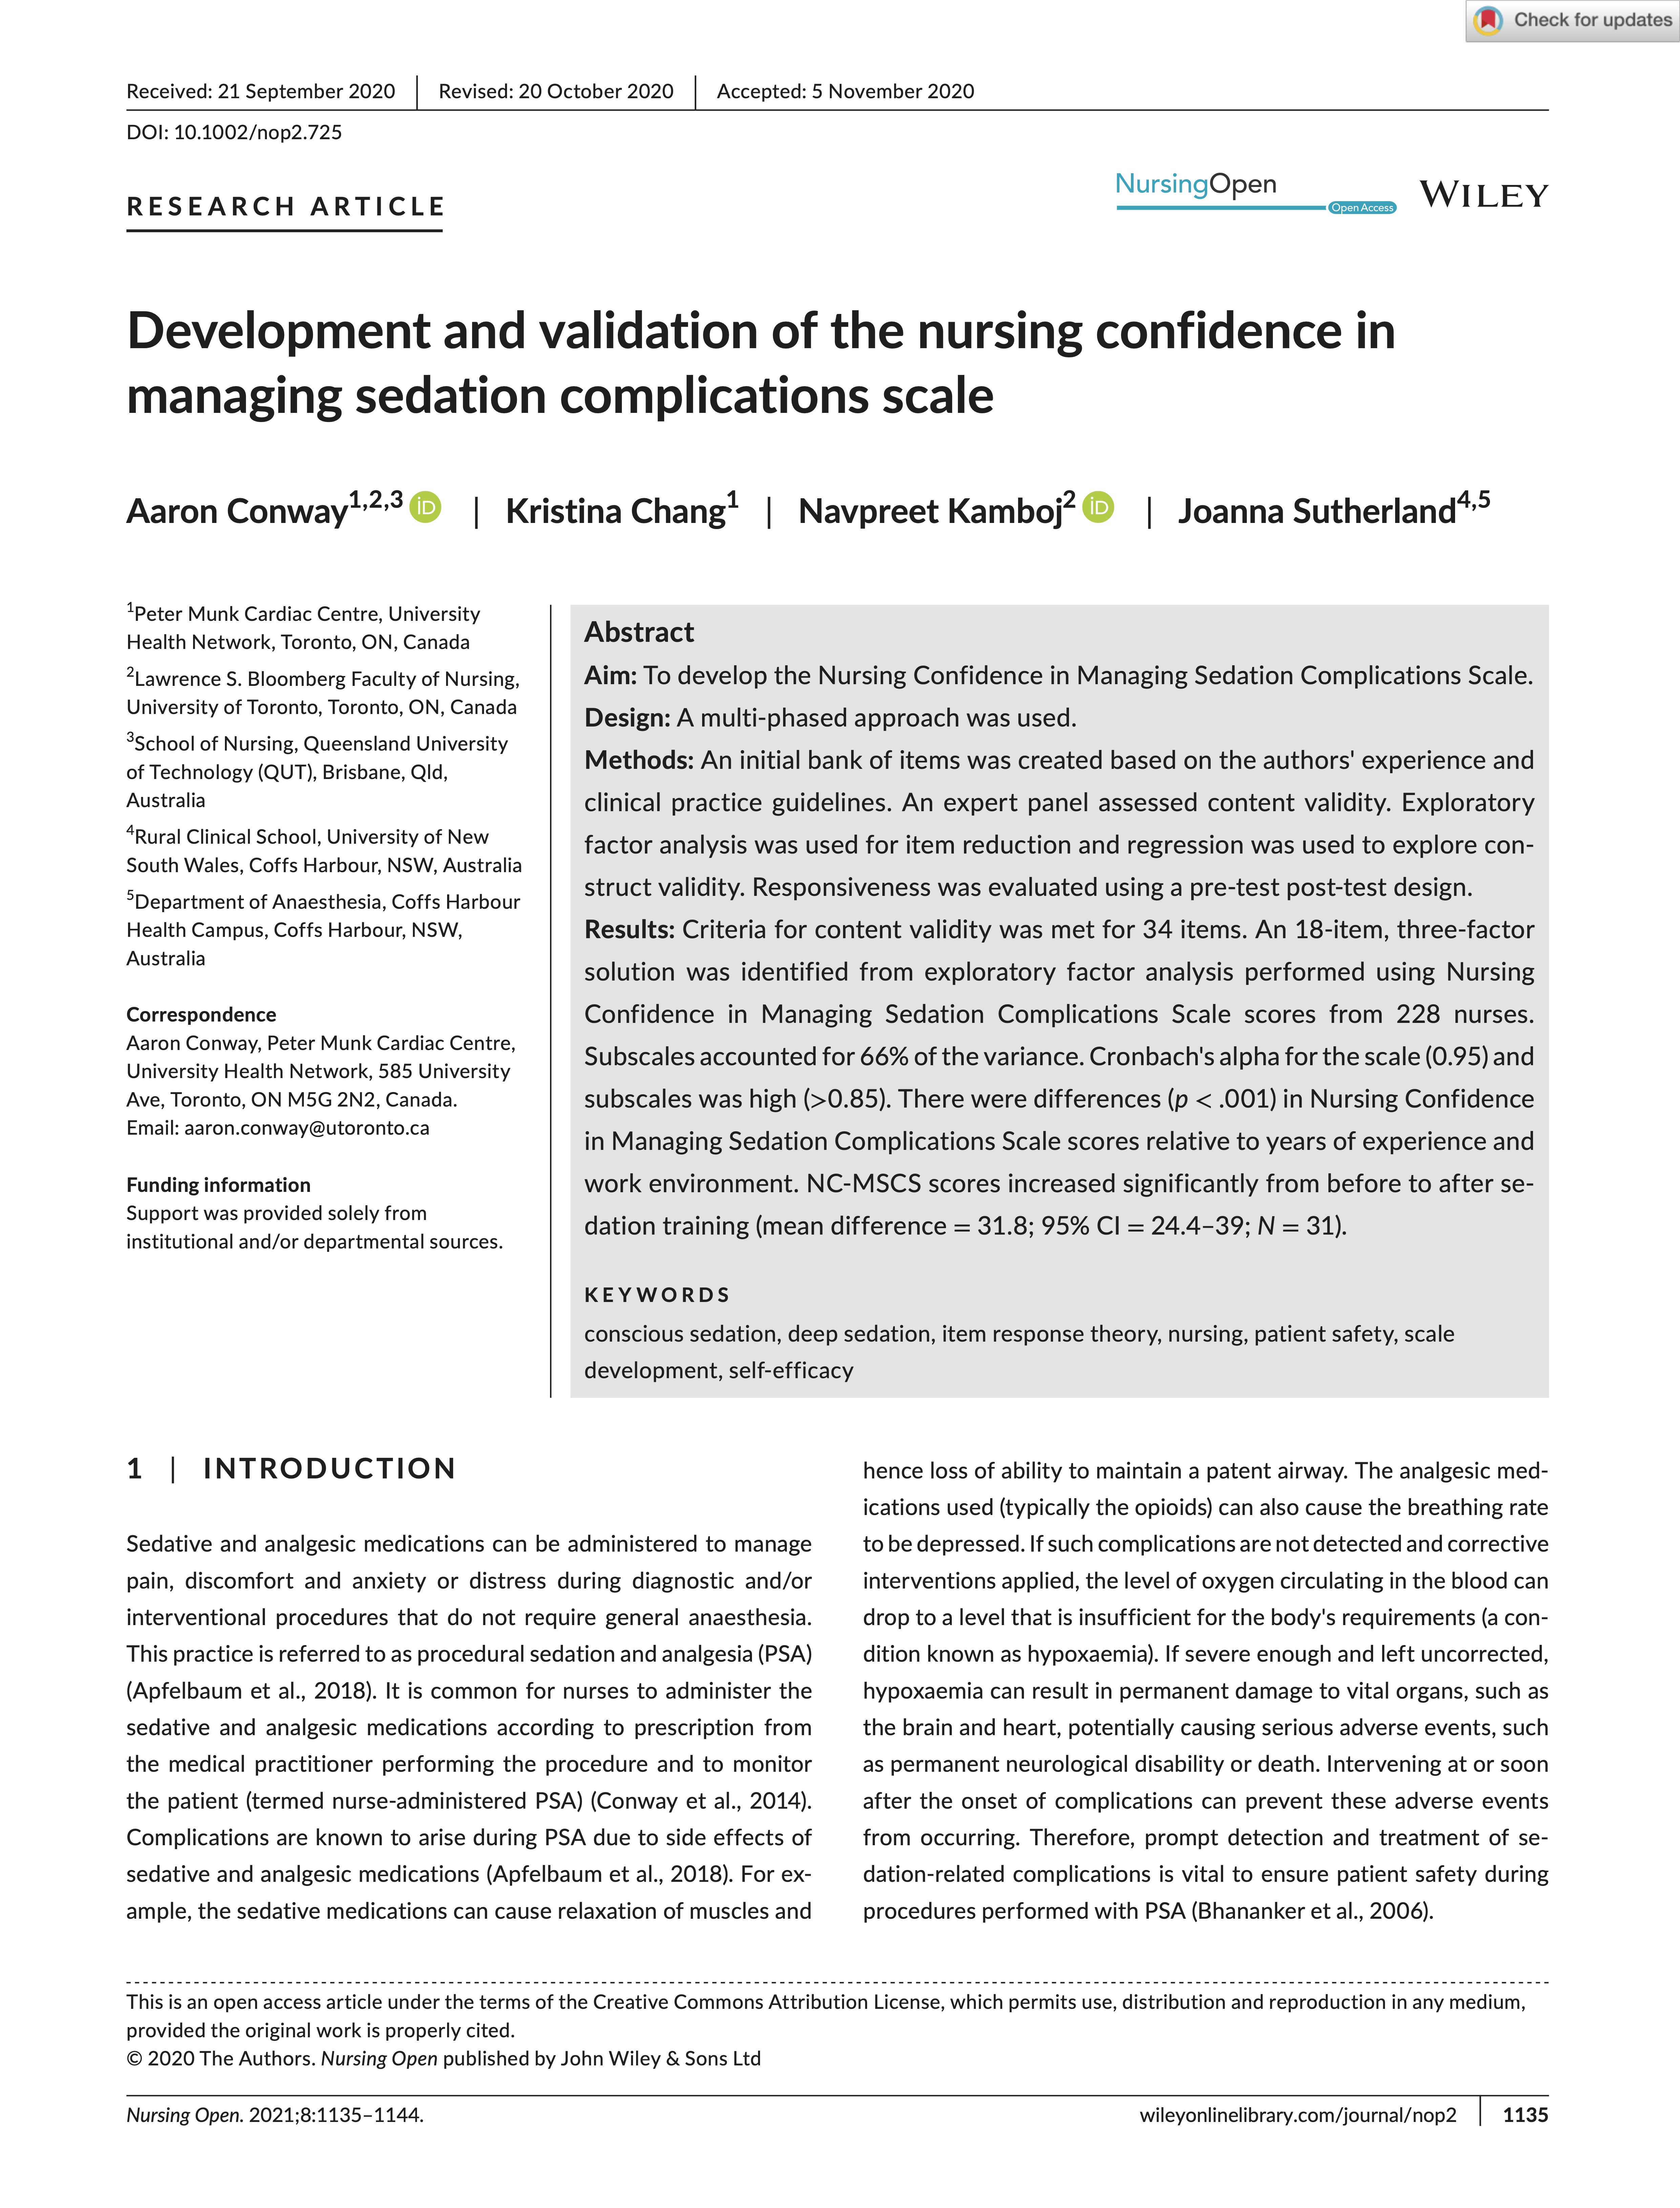 Check for updates
Received: 21 September 2020 | Revised: 20 October 2020 | Accepted: 5 November 2020
DOI: 10.1002/nop2.725
RESEARCH ARTICLE
NursingOpen
Open Access
WILEY
Development and validation of the nursing confidence in
managing sedation complications scale
Aaron Conway1,2,3 iD | Kristina Chang1 | Navpreet Kamboj2 iD | Joanna Sutherland4,5
1Peter Munk Cardiac Centre, University
Health Network, Toronto, ON, Canada
2Lawrence S. Bloomberg Faculty of Nursing,
University of Toronto, Toronto, ON, Canada
3School of Nursing, Queensland University
of Technology (QUT), Brisbane, Qld,
Australia
4Rural Clinical School, University of New
South Wales, Coffs Harbour, NSW, Australia
5Department of Anaesthesia, Coffs Harbour
Health Campus, Coffs Harbour, NSW,
Australia
Correspondence
Aaron Conway, Peter Munk Cardiac Centre,
University Health Network, 585 University
Ave, Toronto, ON M5G 2N2, Canada.
Email: aaron.conway@utoronto.ca
Funding information
Support was provided solely from
institutional and/or departmental sources.
Abstract
Aim: To develop the Nursing Confidence in Managing Sedation Complications Scale.
Design: A multi-phased approach was used.
Methods: An initial bank of items was created based on the authors' experience and
clinical practice guidelines. An expert panel assessed content validity. Exploratory
factor analysis was used for item reduction and regression was used to explore con-
struct validity. Responsiveness was evaluated using a pre-test post-test design.
Results: Criteria for content validity was met for 34 items. An 18-item, three-factor
solution was identified from exploratory factor analysis performed using Nursing
Confidence in Managing Sedation Complications Scale scores from 228 nurses.
Subscales accounted for 66% of the variance. Cronbach's alpha for the scale (0.95) and
subscales was high (>0.85). There were differences (p < .001) in Nursing Confidence
in Managing Sedation Complications Scale scores relative to years of experience and
work environment. NC-MSCS scores increased significantly from before to after se-
dation training (mean difference = 31.8; 95% CI = 24.4–39; N = 31).
KEYWORDS
conscious sedation, deep sedation, item response theory, nursing, patient safety, scale
development, self-efficacy
1 | INTRODUCTION
Sedative and analgesic medications can be administered to manage
pain, discomfort and anxiety or distress during diagnostic and/or
interventional procedures that do not require general anaesthesia.
This practice is referred to as procedural sedation and analgesia (PSA)
(Apfelbaum et al., 2018). It is common for nurses to administer the
sedative and analgesic medications according to prescription from
the medical practitioner performing the procedure and to monitor
the patient (termed nurse-administered PSA) (Conway et al., 2014).
Complications are known to arise during PSA due to side effects of
sedative and analgesic medications (Apfelbaum et al., 2018). For ex-
ample, the sedative medications can cause relaxation of muscles and
hence loss of ability to maintain a patent airway. The analgesic med-
ications used (typically the opioids) can also cause the breathing rate
to be depressed. If such complications are not detected and corrective
interventions applied, the level of oxygen circulating in the blood can
drop to a level that is insufficient for the body's requirements (a con-
dition known as hypoxaemia). If severe enough and left uncorrected,
hypoxaemia can result in permanent damage to vital organs, such as
the brain and heart, potentially causing serious adverse events, such
as permanent neurological disability or death. Intervening at or soon
after the onset of complications can prevent these adverse events
from occurring. Therefore, prompt detection and treatment of se-
dation-related complications is vital to ensure patient safety during
procedures performed with PSA (Bhananker et al., 2006).
This is an open access article under the terms of the Creative Commons Attribution License, which permits use, distribution and reproduction in any medium,
provided the original work is properly cited.
© 2020 The Authors. Nursing Open published by John Wiley & Sons Ltd
Nursing Open. 2021;8:1135–1144.
wileyonlinelibrary.com/journal/nop2 | 1135